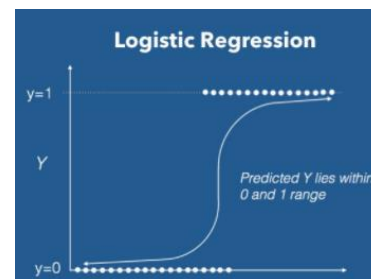 Logistic Regression
y=1
Y
Predicted Y lies within
0 and 1 range
y=0